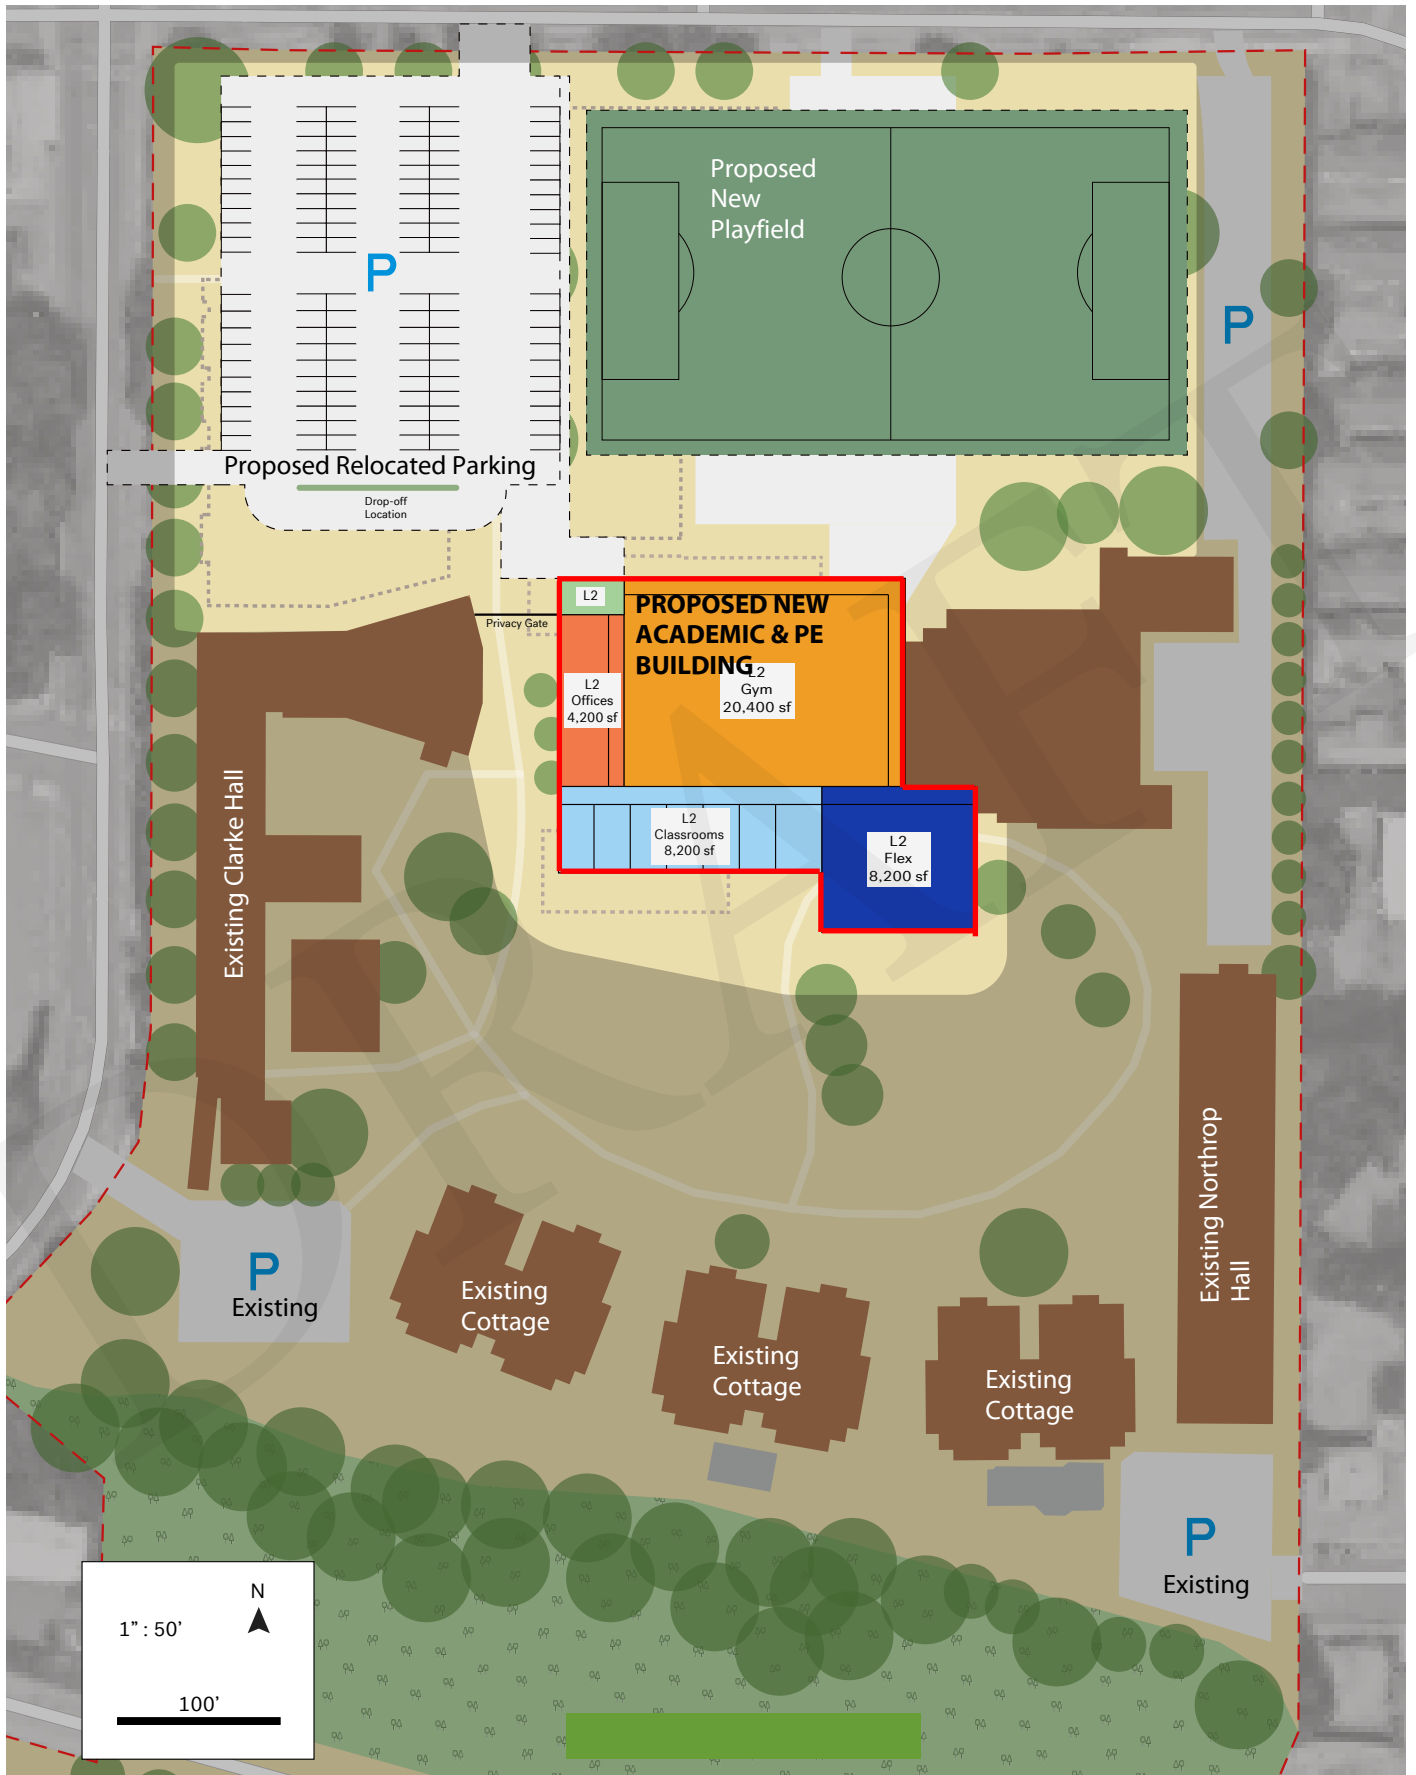 Proposed
New
Playfield
P
P
Proposed Relocated Parking
Drop-off
Location
L2
PROPOSED NEW
ACADEMIC & PE
BUILDING
Privacy Gate
L2
Offices
4,200 sf
L2
Gym
20,400 sf
L2
Classrooms
8,200 sf
L2
Flex
8,200 sf
Existing Clarke Hall
Existing Northrop
Hall
P
Existing
Existing
Cottage
Existing
Cottage
Existing
Cottage
P
Existing
N
1” : 50’
100’
DRAFT